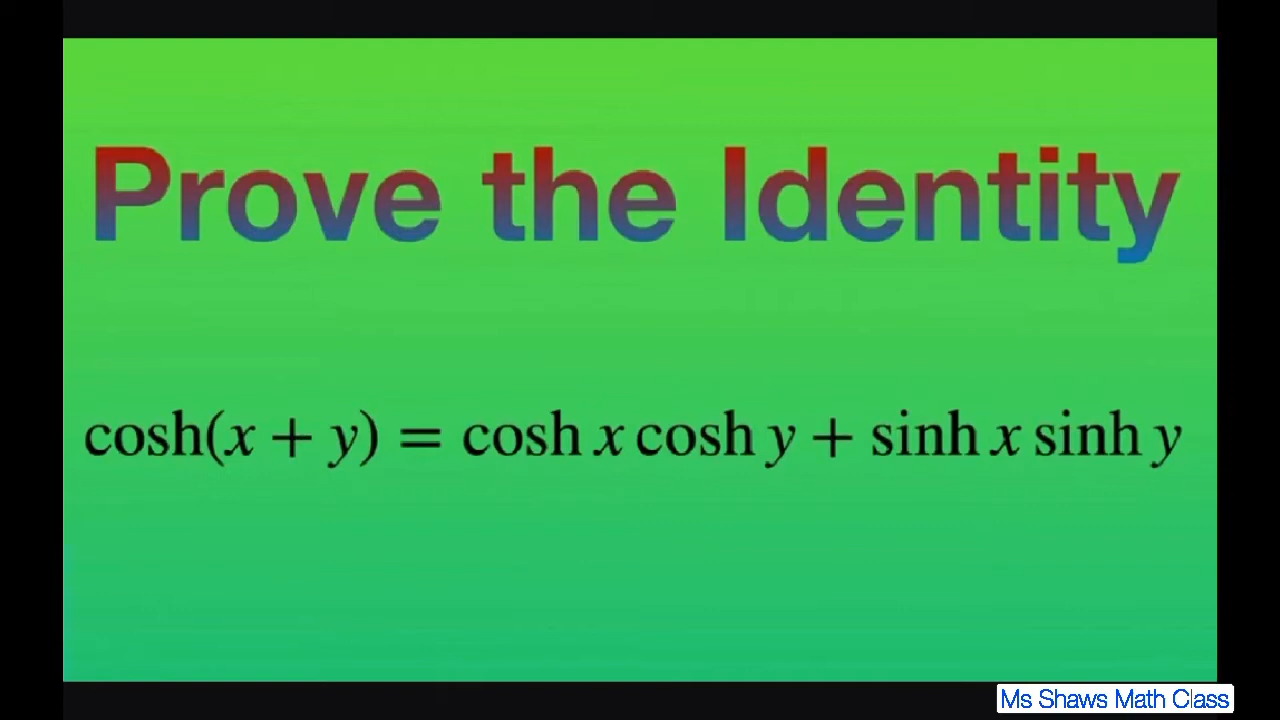 Prove the Identity
cosh(x + y) = cosh x cosh y + sinh x sinh y
Ms Shaws Math Class